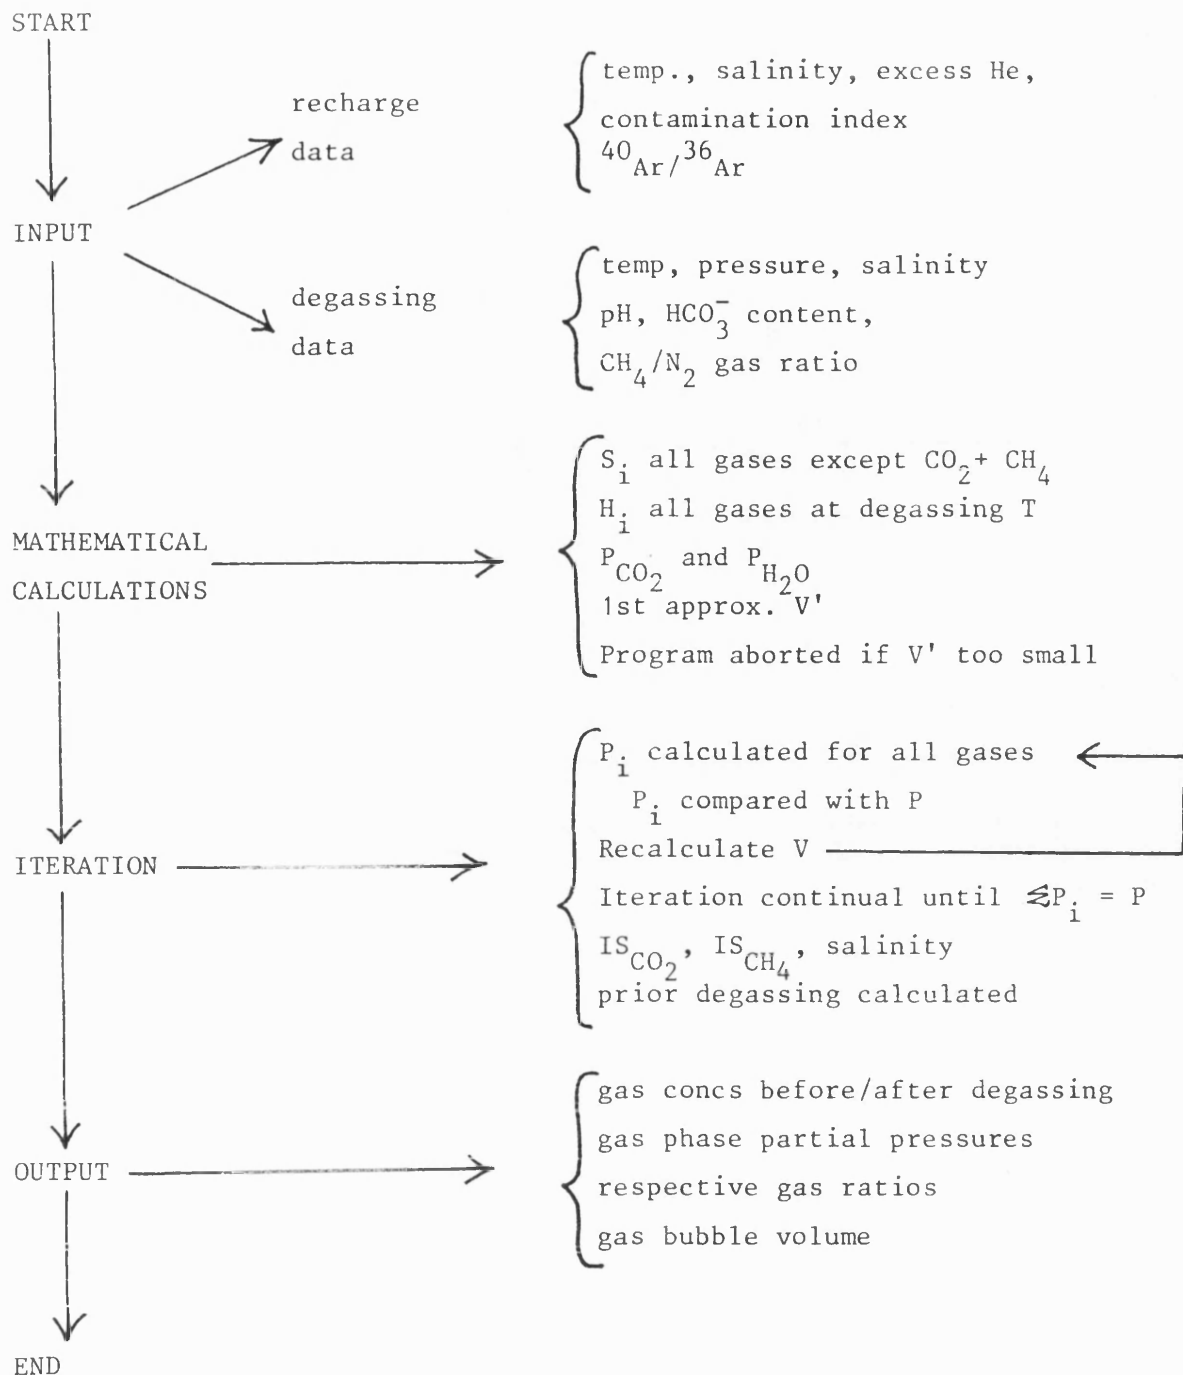 START
recharge
data
temp., salinity, excess He,
contamination index
⁴⁰Ar/³⁶Ar
INPUT
degassing
data
temp, pressure, salinity
pH, HCO₃⁻ content,
CH₄/N₂ gas ratio
MATHEMATICAL
CALCULATIONS
Sᵢ all gases except CO₂+ CH₄
Hᵢ all gases at degassing T
P_CO₂ and P_H₂O
1st approx. V'
Program aborted if V' too small
ITERATION
Pᵢ calculated for all gases
Pᵢ compared with P
Recalculate V
Iteration continual until ≶Pᵢ = P
IS_CO₂, IS_CH₄, salinity
prior degassing calculated
OUTPUT
gas concs before/after degassing
gas phase partial pressures
respective gas ratios
gas bubble volume
END